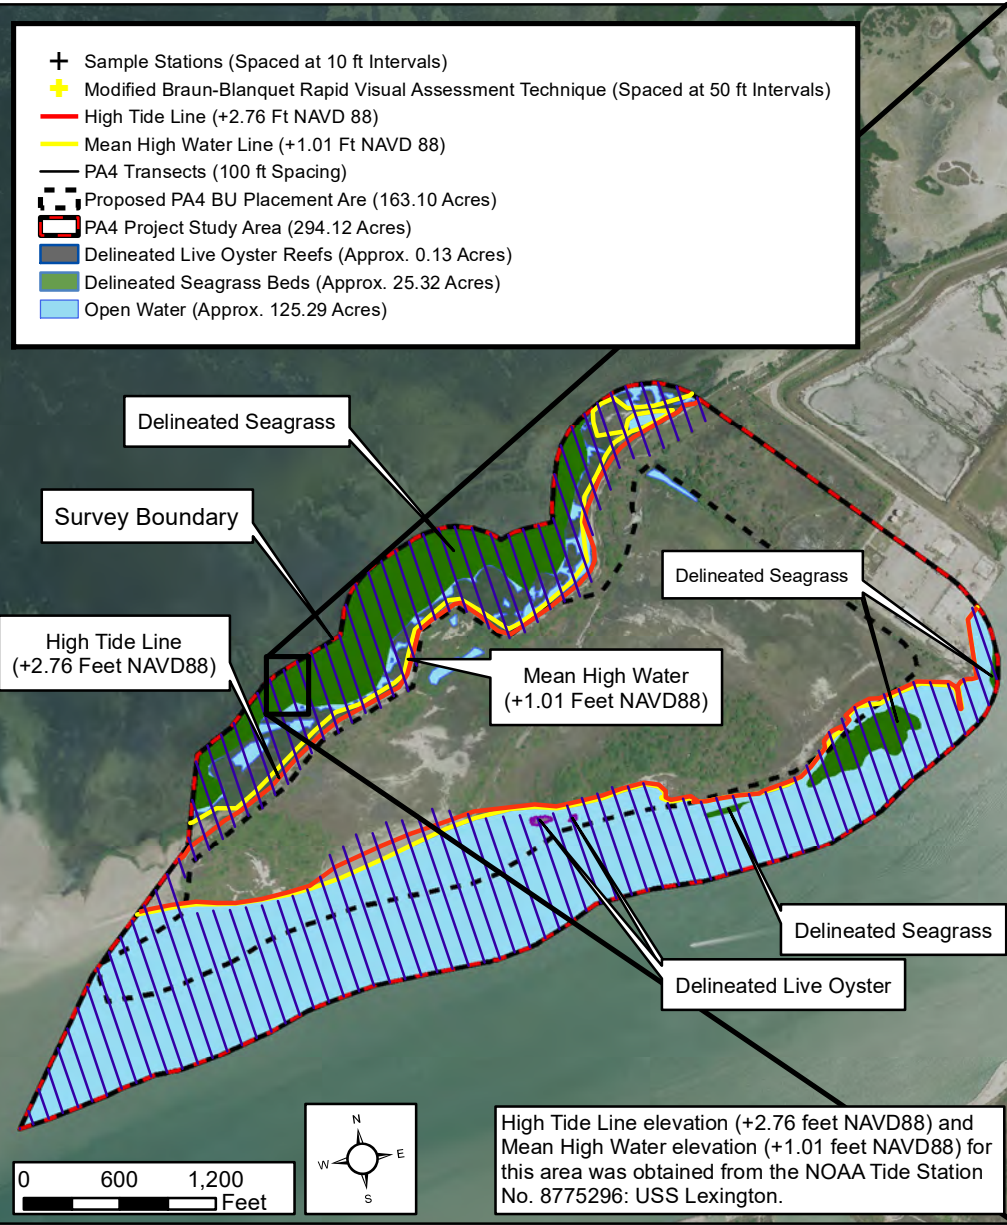 Sample Stations (Spaced at 10 ft Intervals)
Modified Braun-Blanquet Rapid Visual Assessment Technique (Spaced at 50 ft Intervals)
High Tide Line (+2.76 Ft NAVD 88)
Mean High Water Line (+1.01 Ft NAVD 88)
PA4 Transects (100 ft Spacing)
Proposed PA4 BU Placement Are (163.10 Acres)
PA4 Project Study Area (294.12 Acres)
Delineated Live Oyster Reefs (Approx. 0.13 Acres)
Delineated Seagrass Beds (Approx. 25.32 Acres)
Open Water (Approx. 125.29 Acres)
Delineated Seagrass
Survey Boundary
Delineated Seagrass
High Tide Line
(+2.76 Feet NAVD88)
Mean High Water
(+1.01 Feet NAVD88)
Delineated Seagrass
Delineated Live Oyster
N
W
E
S
0 600 1,200
Feet
High Tide Line elevation (+2.76 feet NAVD88) and
Mean High Water elevation (+1.01 feet NAVD88) for
this area was obtained from the NOAA Tide Station
No. 8775296: USS Lexington.